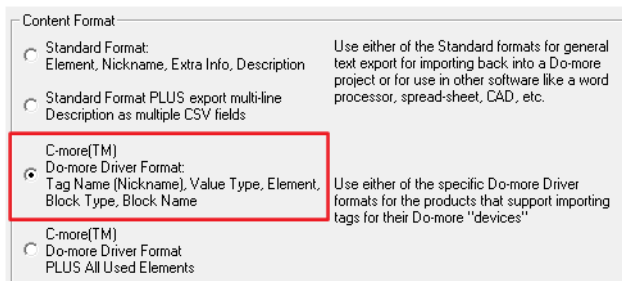 Content Format
Standard Format:
Element, Nickname, Extra Info, Description
Standard Format PLUS export multi-line
Description as multiple CSV fields
Use either of the Standard formats for general
text export for importing back into a Do-more
project or for use in other software like a word
processor, spread-sheet, CAD, etc.
C-more(TM)
Do-more Driver Format:
Tag Name (Nickname), Value Type, Element,
Block Type, Block Name
C-more(TM)
Do-more Driver Format
PLUS All Used Elements
Use either of the specific Do-more Driver
formats for the products that support importing
tags for their Do-more "devices"